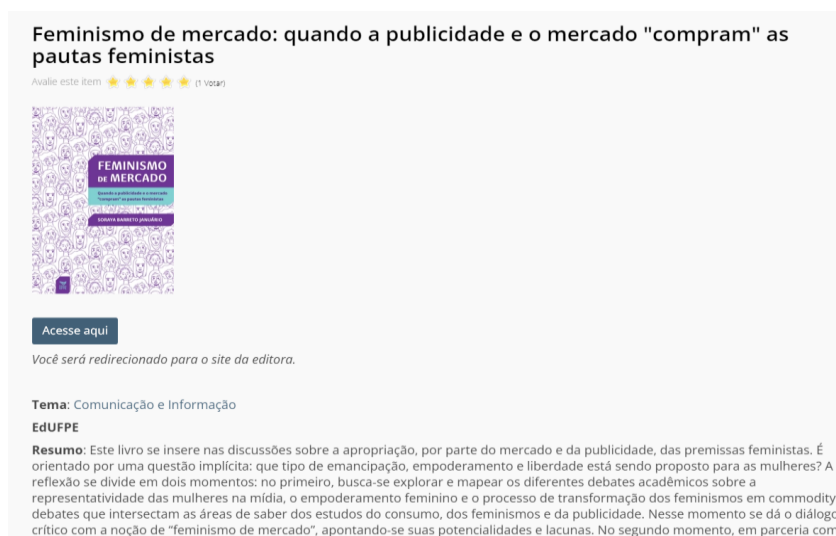 Feminismo de mercado: quando a publicidade e o mercado "compram" as
pautas feministas
Avalie este item (1 Votar)
FEMINISMO
DE MERCADO
Quando a publicidade e o mercado
"compram" as pautas feministas
SORAYA BARRETO JANUÁRIO
Acesse aqui
Você será redirecionado para o site da editora.
Tema: Comunicação e Informação
EdUFPE
Resumo: Este livro se insere nas discussões sobre a apropriação, por parte do mercado e da publicidade, das premissas feministas. É
orientado por uma questão implícita: que tipo de emancipação, empoderamento e liberdade está sendo proposto para as mulheres? A
reflexão se divide em dois momentos: no primeiro, busca-se explorar e mapear os diferentes debates acadêmicos sobre a
representatividade das mulheres na mídia, o empoderamento feminino e o processo de transformação dos feminismos em commodity,
debates que intersectam as áreas de saber dos estudos do consumo, dos feminismos e da publicidade. Nesse momento se dá o diálogo
crítico com a noção de “feminismo de mercado”, apontando-se suas potencialidades e lacunas. No segundo momento, em parceria com